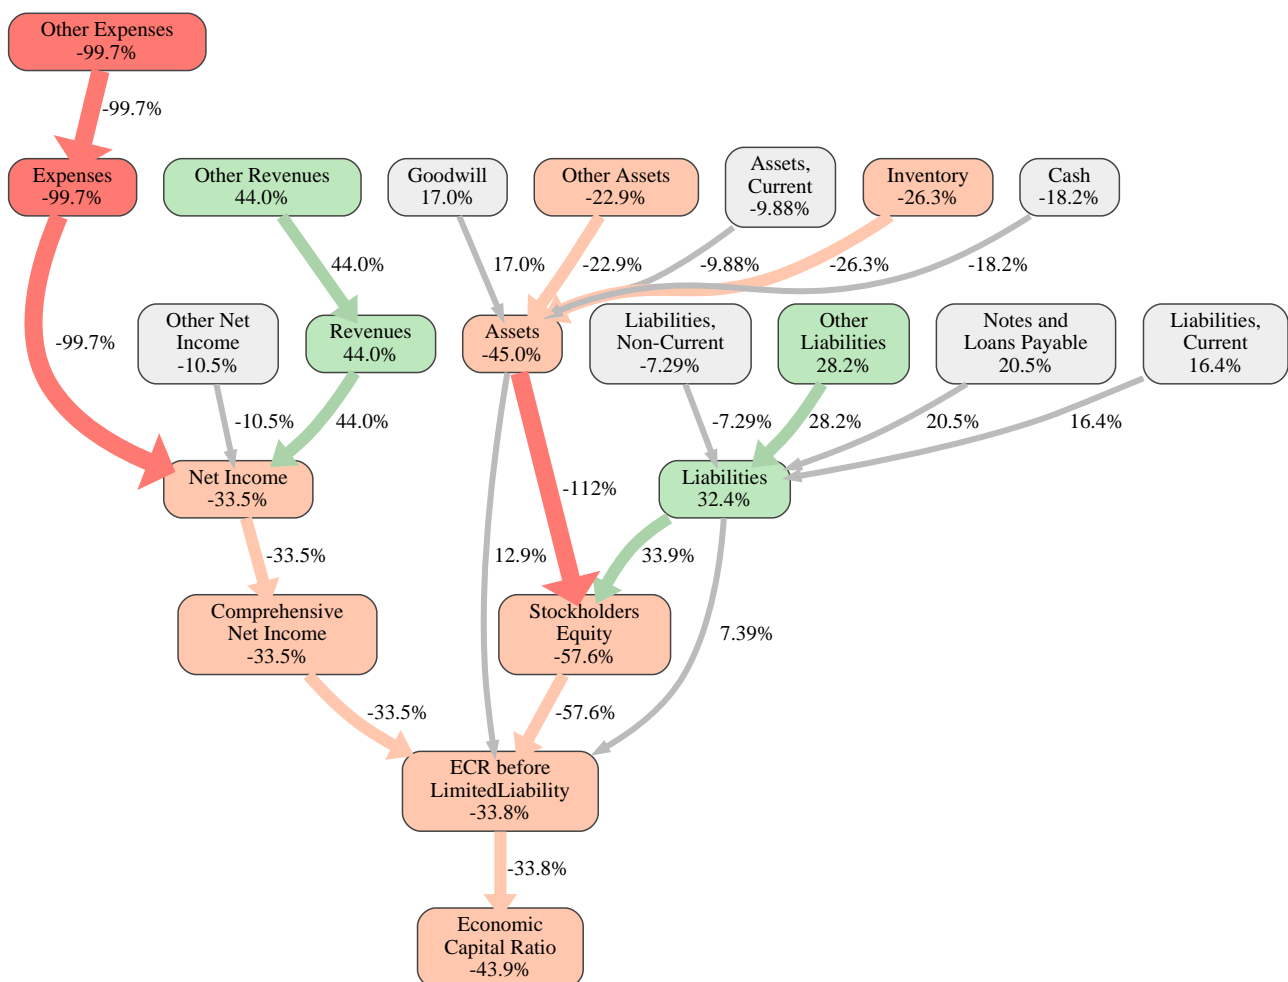 Other Expenses
-99.7%
-99.7%
Expenses
-99.7%
Other Revenues
44.0%
Goodwill
17.0%
Other Assets
-22.9%
Assets,
Current
-9.88%
Inventory
-26.3%
Cash
-18.2%
44.0%
17.0%
-22.9%
-9.88%
-26.3%
-18.2%
-99.7%
Other Net
Income
-10.5%
Revenues
44.0%
Assets
-45.0%
Liabilities,
Non-Current
-7.29%
Other
Liabilities
28.2%
Notes and
Loans Payable
20.5%
Liabilities,
Current
16.4%
-10.5%
44.0%
-7.29%
28.2%
20.5%
16.4%
Net Income
-33.5%
-112%
Liabilities
32.4%
-33.5%
12.9%
33.9%
Comprehensive
Net Income
-33.5%
Stockholders
Equity
-57.6%
7.39%
-33.5%
-57.6%
ECR before
LimitedLiability
-33.8%
-33.8%
Economic
Capital Ratio
-43.9%